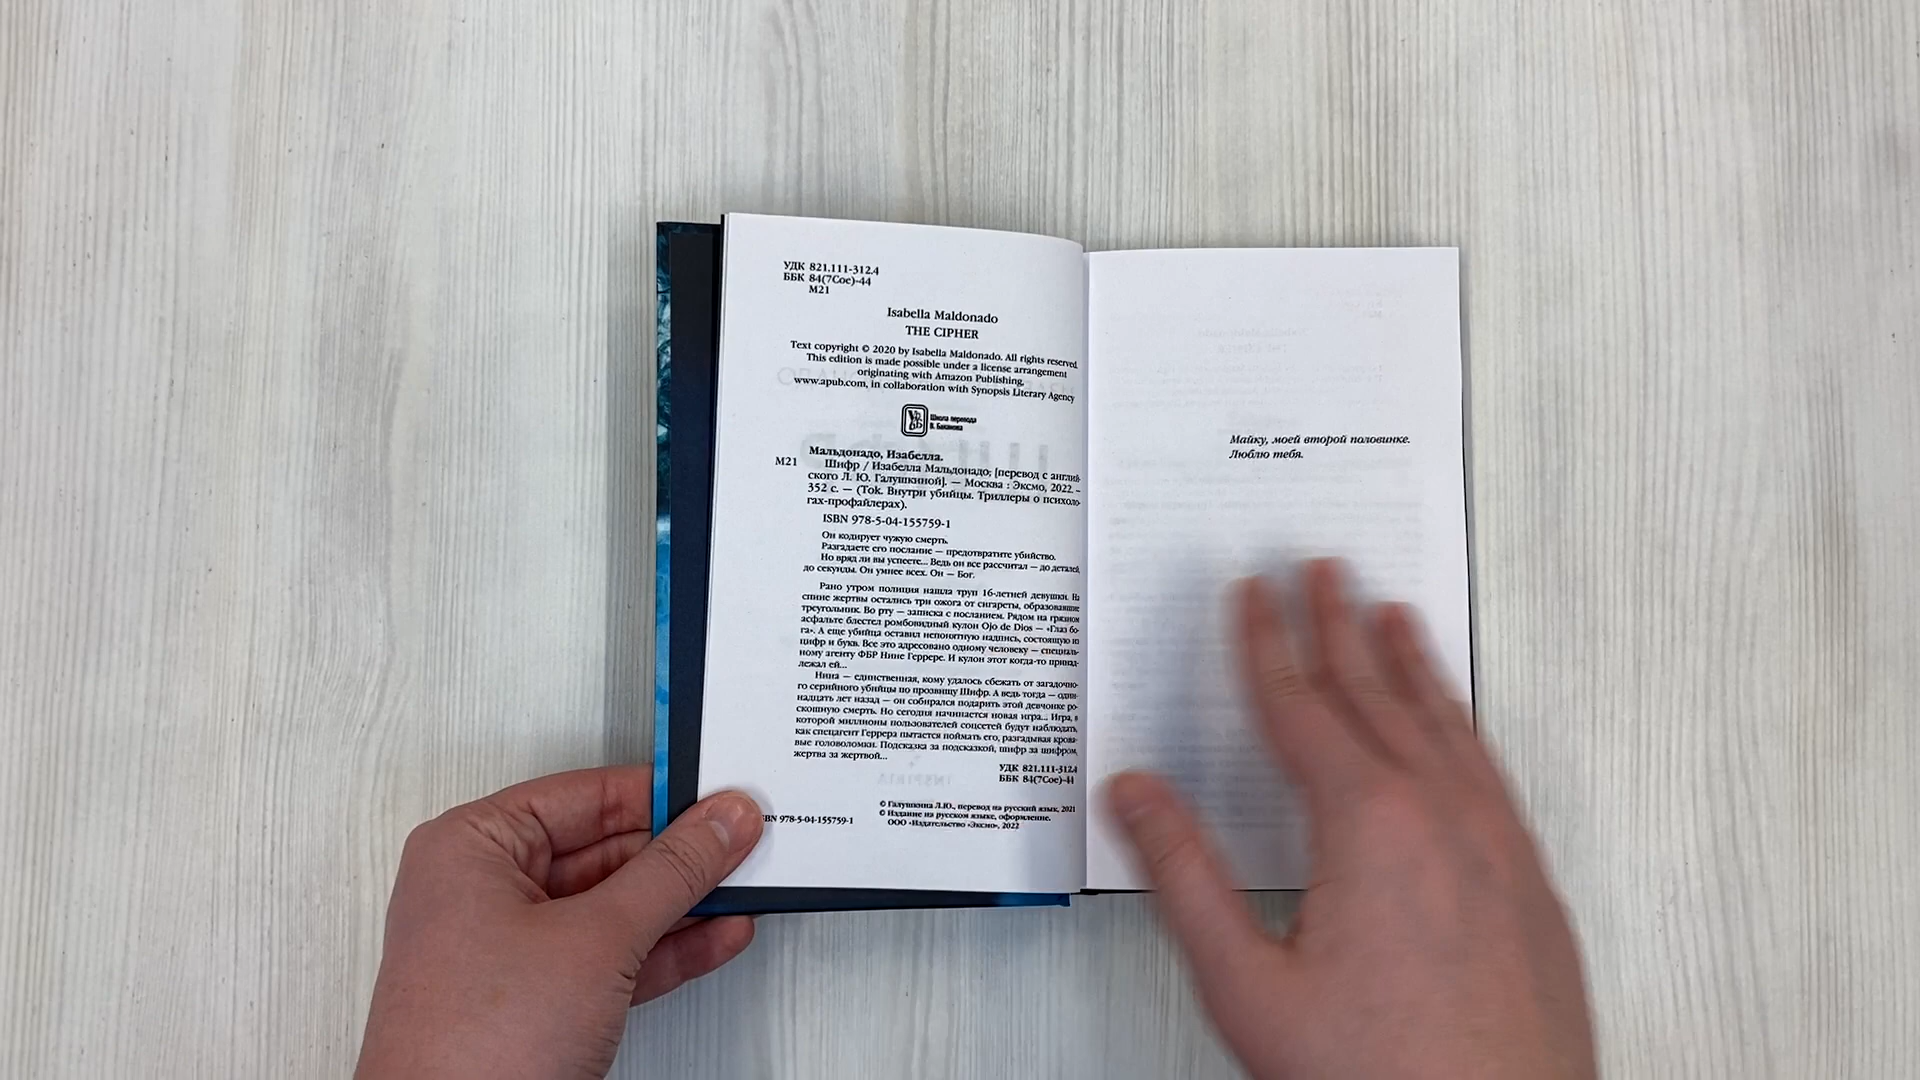 УДК 821.111-312.4
ББК 84(7Сое)-44
М21
Isabella Maldonado
THE CIPHER
Text copyright © 2020 by Isabella Maldonado. All rights reserved.
This edition is made possible under a license arrangement
originating with Amazon Publishing,
www.apub.com, in collaboration with Synopsis Literary Agency
Школа перевода
В. Баканова
Мальдонадо, Изабелла.
М21 Шифр / Изабелла Мальдонадо; [перевод с англий-
ского Л. Ю. Галушкиной]. — Москва : Эксмо, 2022. –
352 с. — (Tok. Внутри убийцы. Триллеры о психоло-
гах-профайлерах).
ISBN 978-5-04-155759-1
Он кодирует чужую смерть.
Разгадаете его послание — предотвратите убийство.
Но вряд ли вы успеете... Ведь он все рассчитал — до деталей,
до секунды. Он умнее всех. Он — Бог.
Рано утром полиция нашла труп 16-летней девушки. На
спине жертвы остались три ожога от сигареты, образовавшие
треугольник. Во рту — записка с посланием. Рядом на грязном
асфальте блестел ромбовидный кулон Ojo de Dios — «Глаз бо-
га». А еще убийца оставил непонятную надпись, состоящую из
цифр и букв. Все это адресовано одному человеку — специаль-
ному агенту ФБР Нине Геррере. И кулон этот когда-то принад-
лежал ей...
Нина — единственная, кому удалось сбежать от загадочно-
го серийного убийцы по прозвищу Шифр. А ведь тогда — один-
надцать лет назад — он собирался подарить этой девчонке ро-
скошную смерть. Но сегодня начинается новая игра... Игра, в
которой миллионы пользователей соцсетей будут наблюдать,
как спецагент Геррера пытается поймать его, разгадывая крова-
вые головоломки. Подсказка за подсказкой, шифр за шифром,
жертва за жертвой...
УДК 821.111-312.4
ББК 84(7Сое)-44
© Галушкина Л.Ю., перевод на русский язык, 2021
© Издание на русском языке, оформление.
ООО «Издательство «Эксмо», 2022
SBN 978-5-04-155759-1
Майку, моей второй половинке.
Люблю тебя.